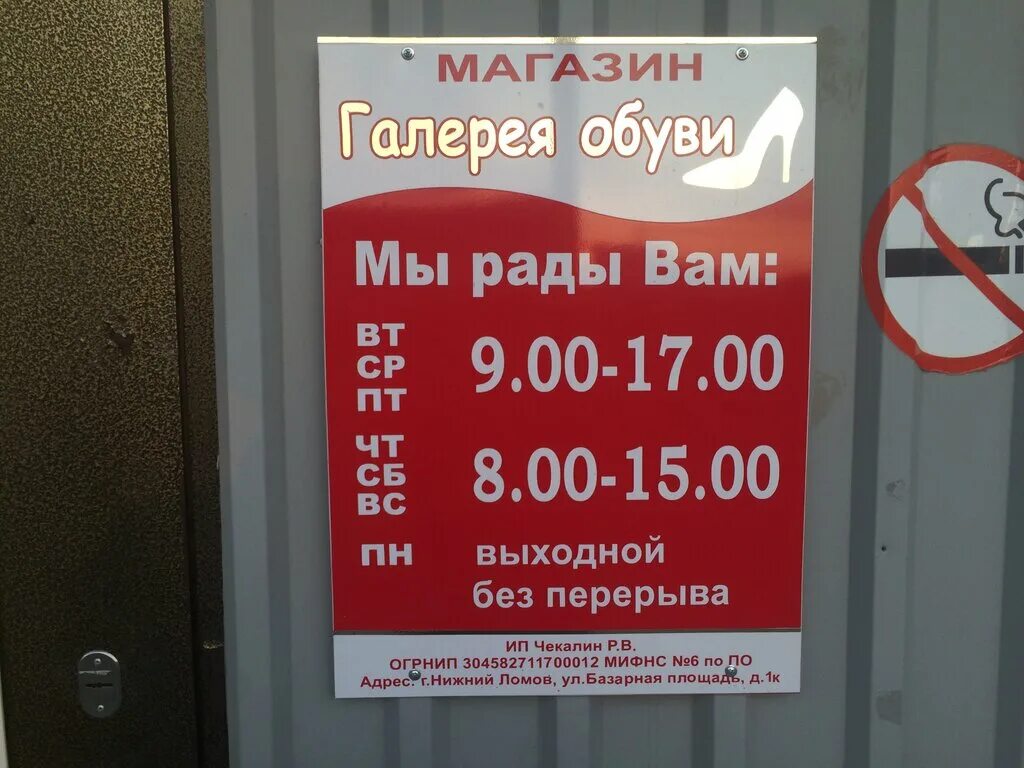 МАГАЗИН
Галерея обуви
Мы рады Вам:
ВТ
СР
ПТ
9.00-17.00
ЧТ
СБ
ВС
8.00-15.00
ПН выходной
без перерыва
ИП Чекалин Р.В.
ОГРНИП 304582711700012 МИФНС №6 по ПО
Адрес: г.Нижний Ломов, ул.Базарная площадь, д.1к